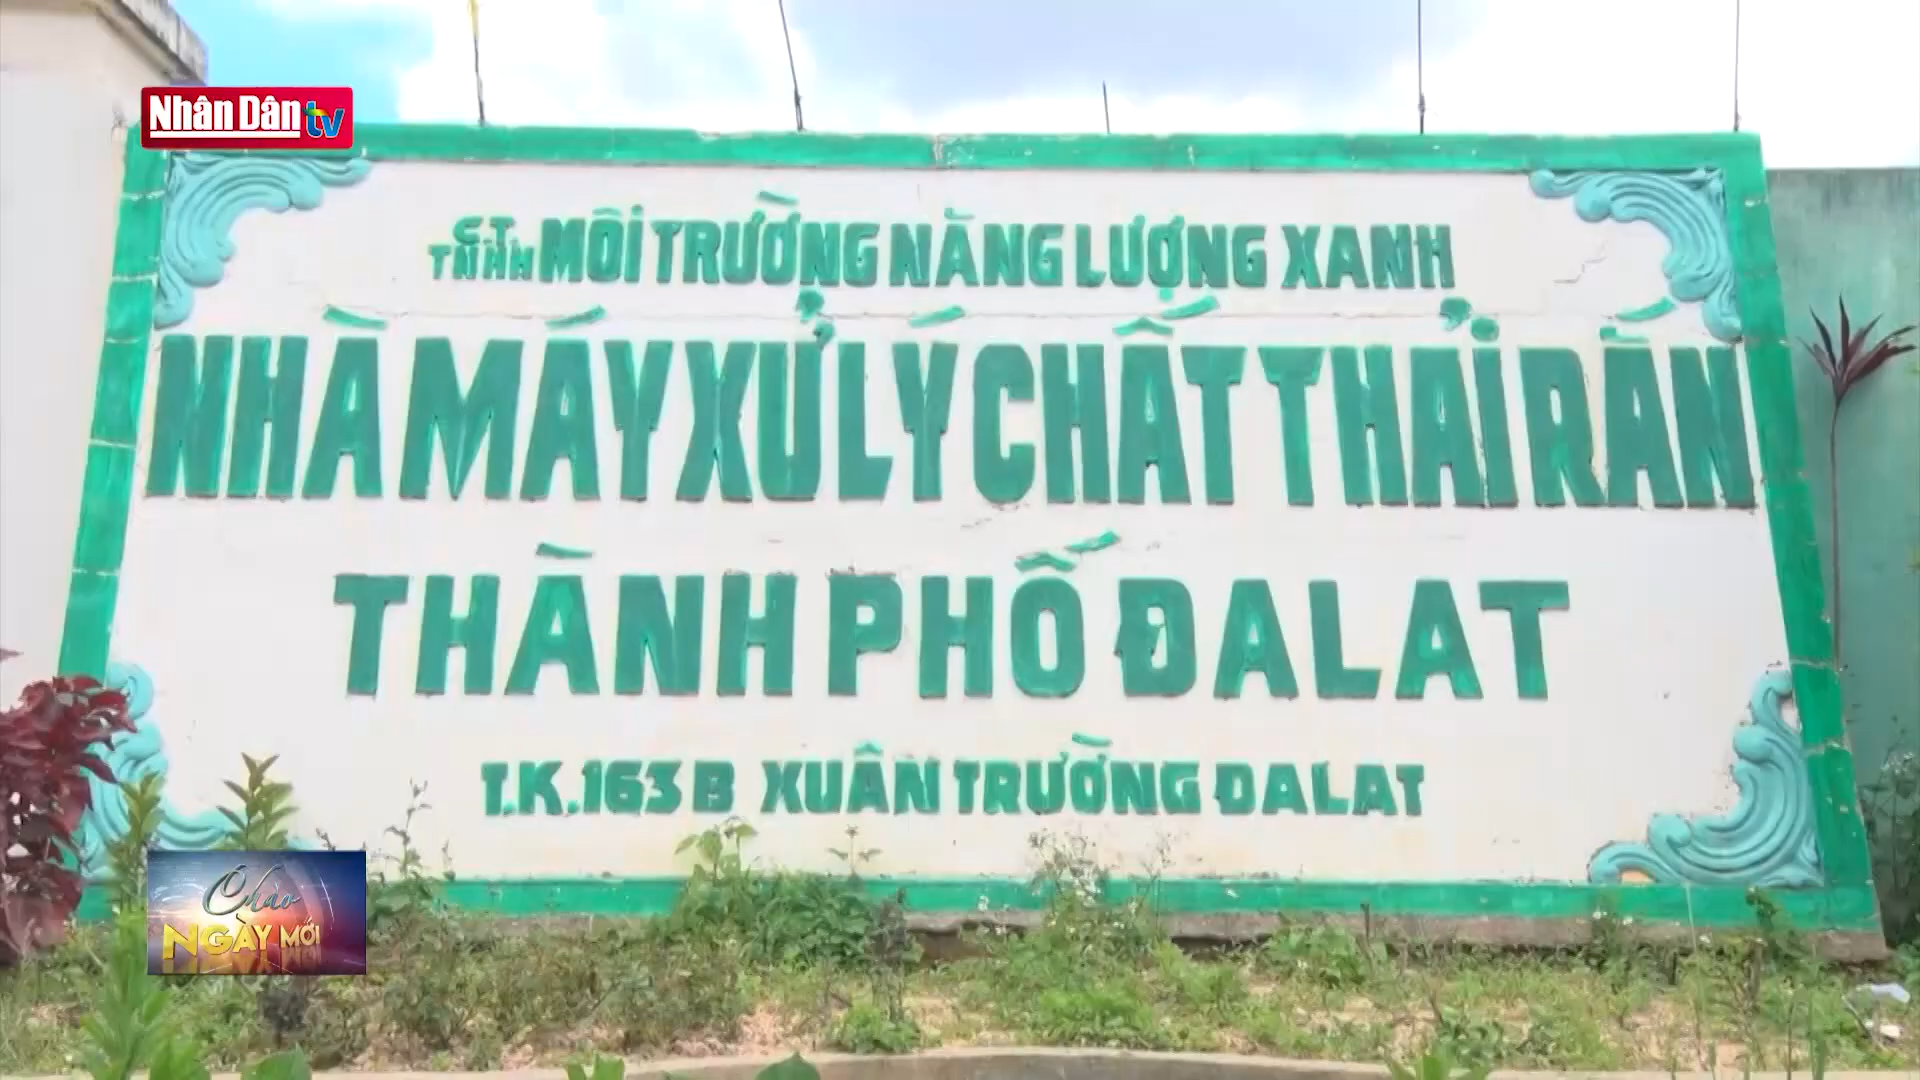 Nhân Dân tv
C.T. TNHH MÔI TRƯỜNG NĂNG LƯỢNG XANH
NHÀ MÁY XỬ LÝ CHẤT THẢI RẮN
THÀNH PHỐ ĐALAT
T.K.163B XUÂN TRƯỜNG ĐALAT
Chào
NGÀY MỚI